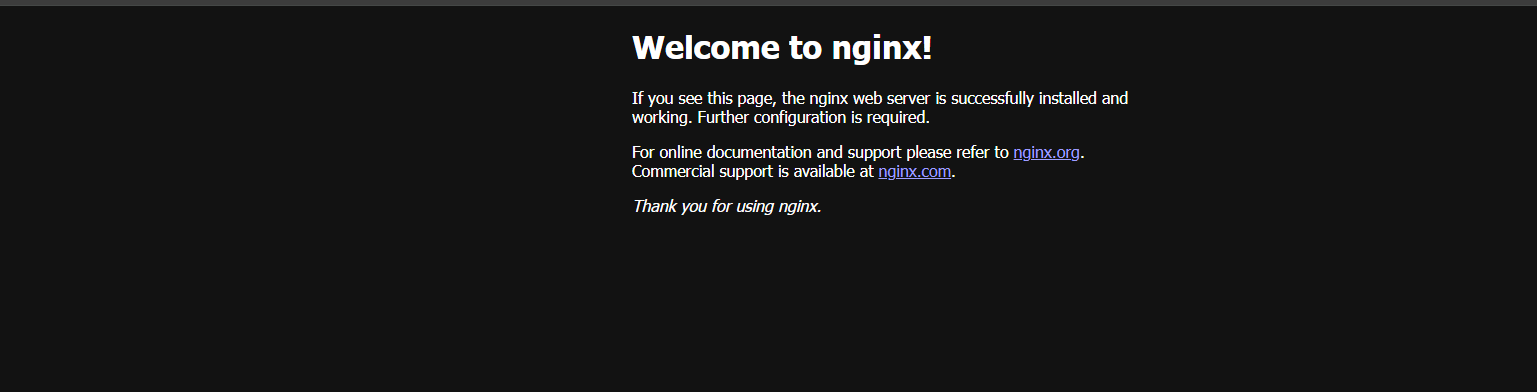 Welcome to nginx!
If you see this page, the nginx web server is successfully installed and
working. Further configuration is required.
For online documentation and support please refer to nginx.org.
Commercial support is available at nginx.com.
Thank you for using nginx.